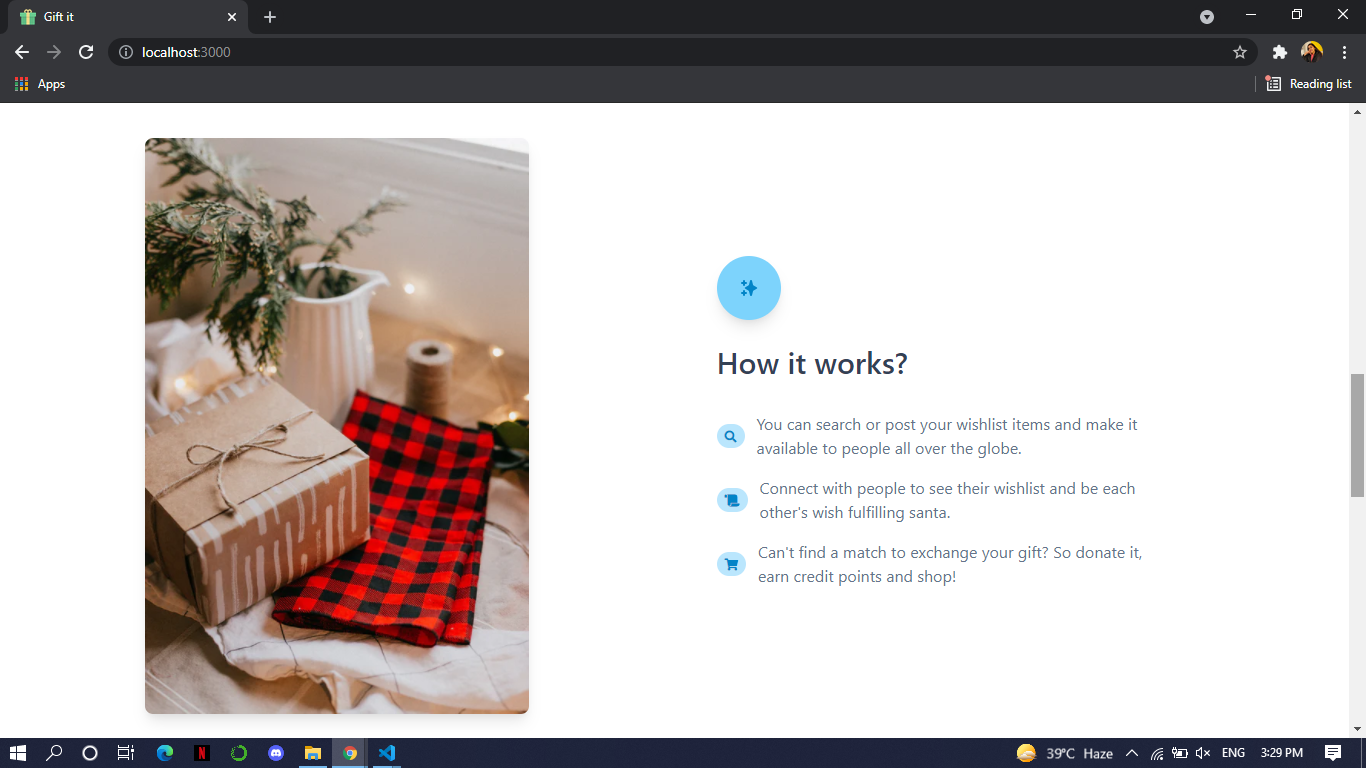 Gift it
localhost:3000
Apps
Reading list
How it works?
You can search or post your wishlist items and make it
available to people all over the globe.
Connect with people to see their wishlist and be each
other's wish fulfilling santa.
Can't find a match to exchange your gift? So donate it,
earn credit points and shop!
N
39°C Haze
ENG
3:29 PM